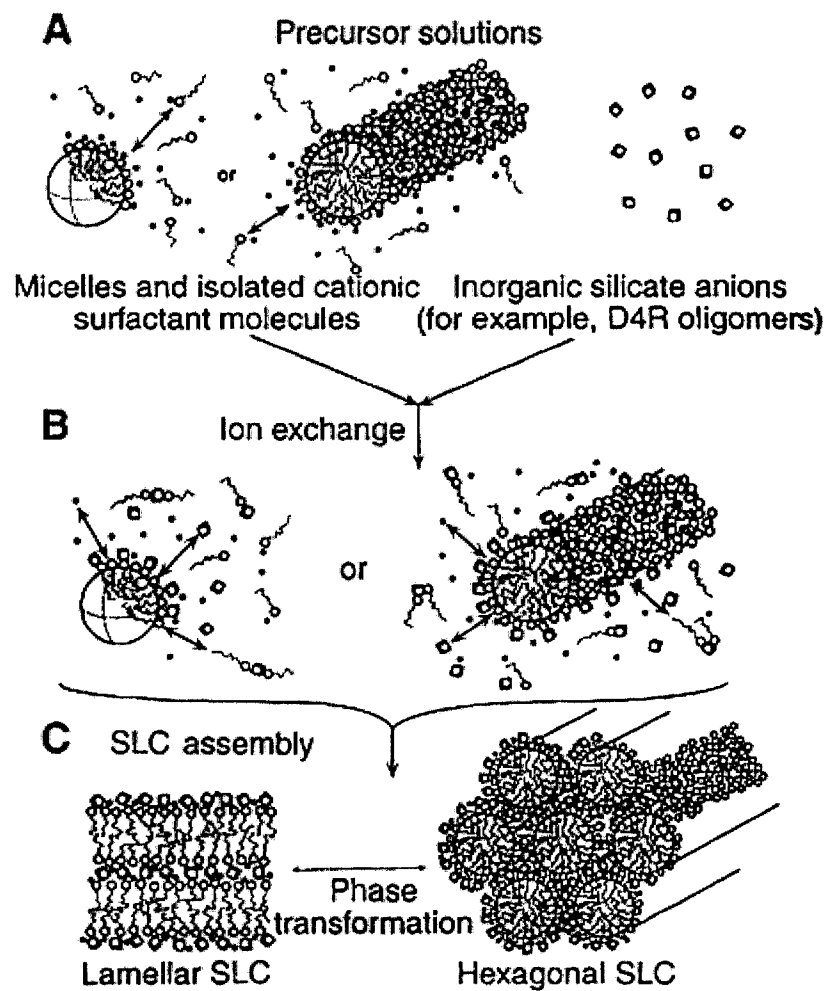 A
Precursor solutions
or
Micelles and isolated cationic
surfactant molecules
Inorganic silicate anions
(for example, D4R oligomers)
B
Ion exchange
or
C
SLC assembly
Phase
transformation
Lamellar SLC
Hexagonal SLC